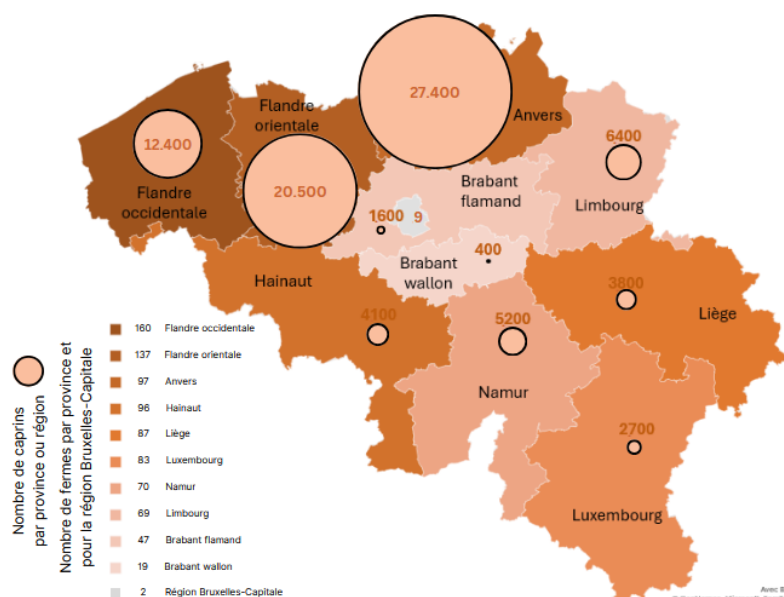 27.400
Flandre
orientale
Anvers
12.400
6400
Flandre
occidentale
20.500
Brabant
flamand
Limbourg
1600
9
400
Brabant
wallon
Hainaut
3800
4100
5200
Liège
Namur
2700
Luxembourg
Nombre de caprins
par province ou région
Nombre de fermes par province et
pour la région Bruxelles-Capitale
160 Flandre occidentale
137 Flandre orientale
97 Anvers
96 Hainaut
87 Liège
83 Luxembourg
70 Namur
69 Limbourg
47 Brabant flamand
19 Brabant wallon
2 Région Bruxelles-Capitale